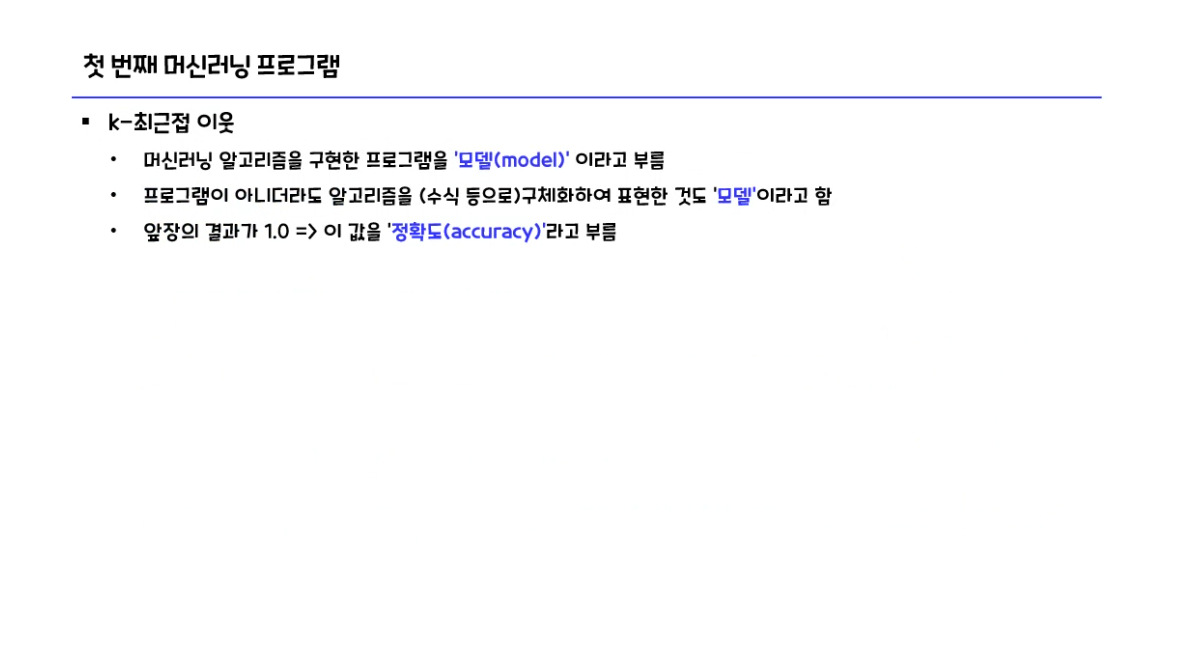 첫 번째 머신러닝 프로그램
▪ k-최근접 이웃
• 머신러닝 알고리즘을 구현한 프로그램을 '모델(model)' 이라고 부름
• 프로그램이 아니더라도 알고리즘을 (수식 등으로)구체화하여 표현한 것도 '모델'이라고 함
• 앞장의 결과가 1.0 => 이 값을 '정확도(accuracy)'라고 부름